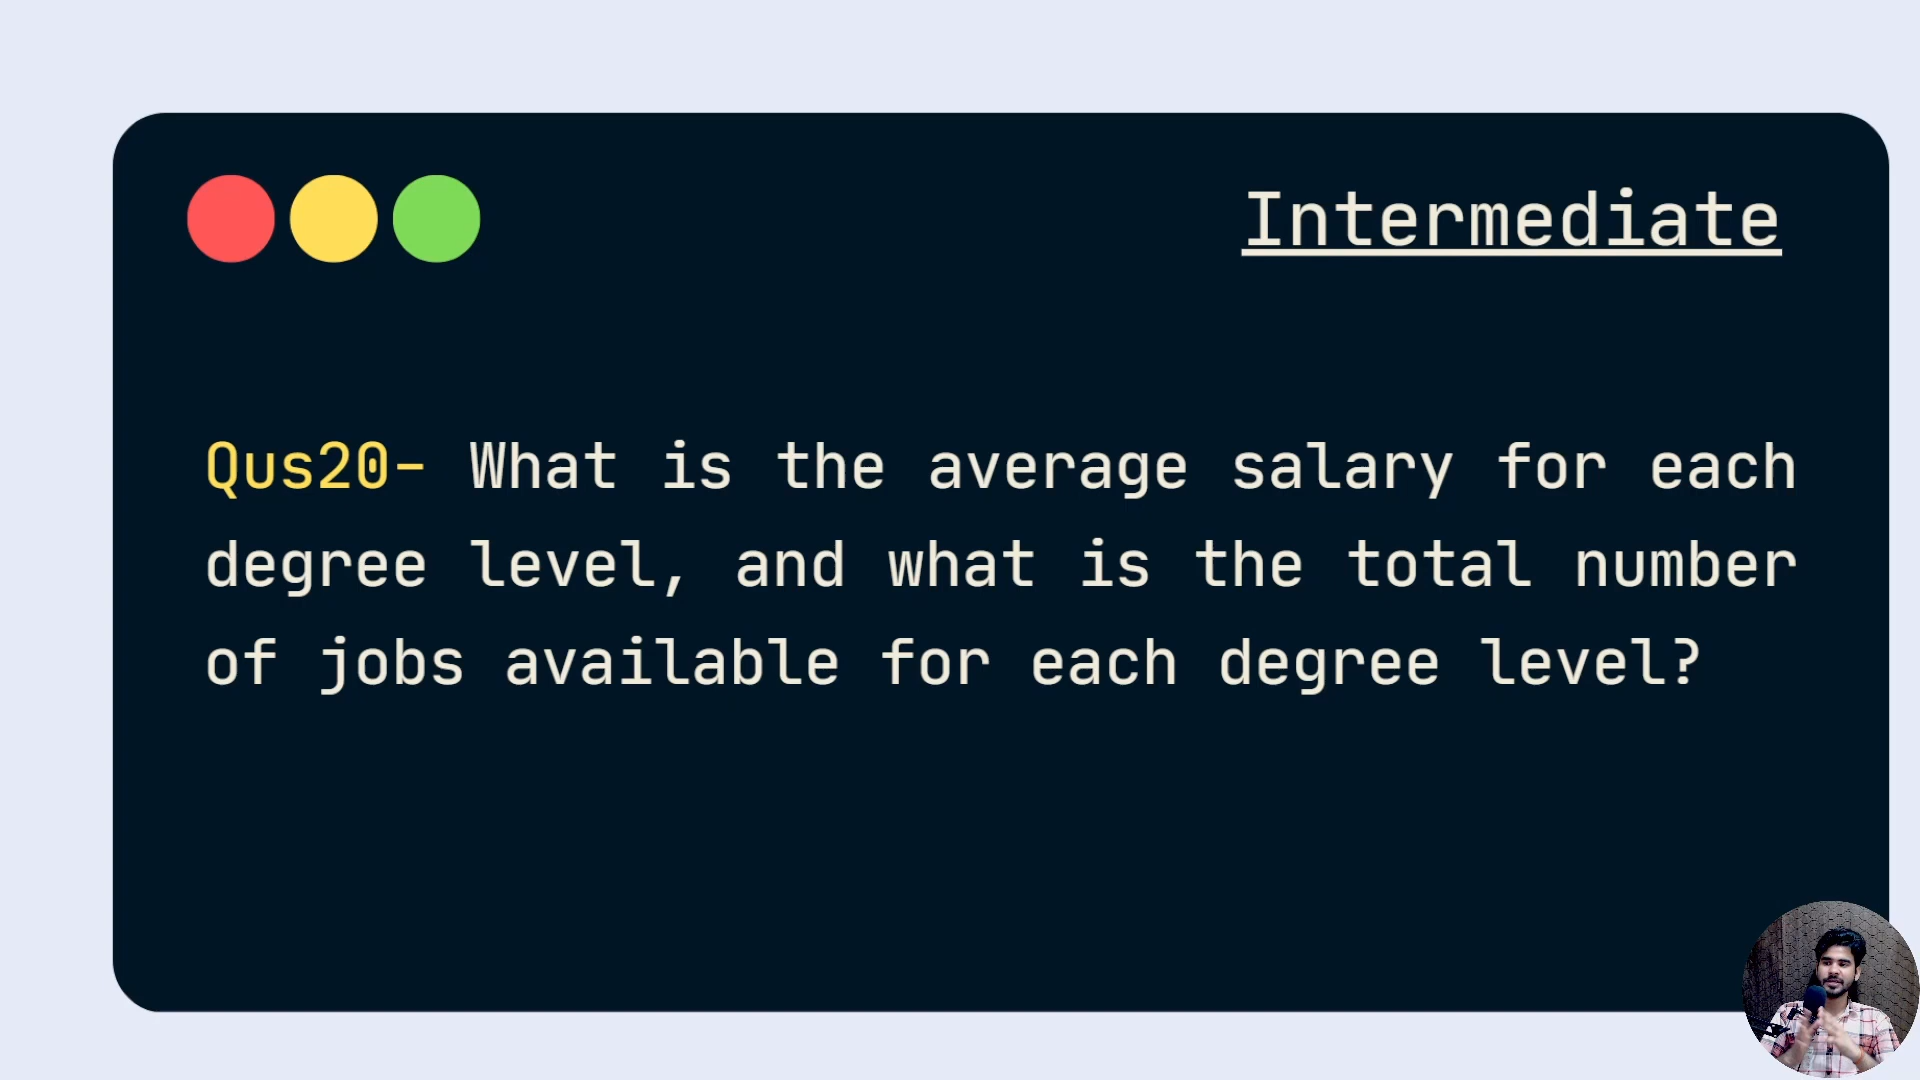 Intermediate
Qus20- What is the average salary for each
degree level, and what is the total number
of jobs available for each degree level?